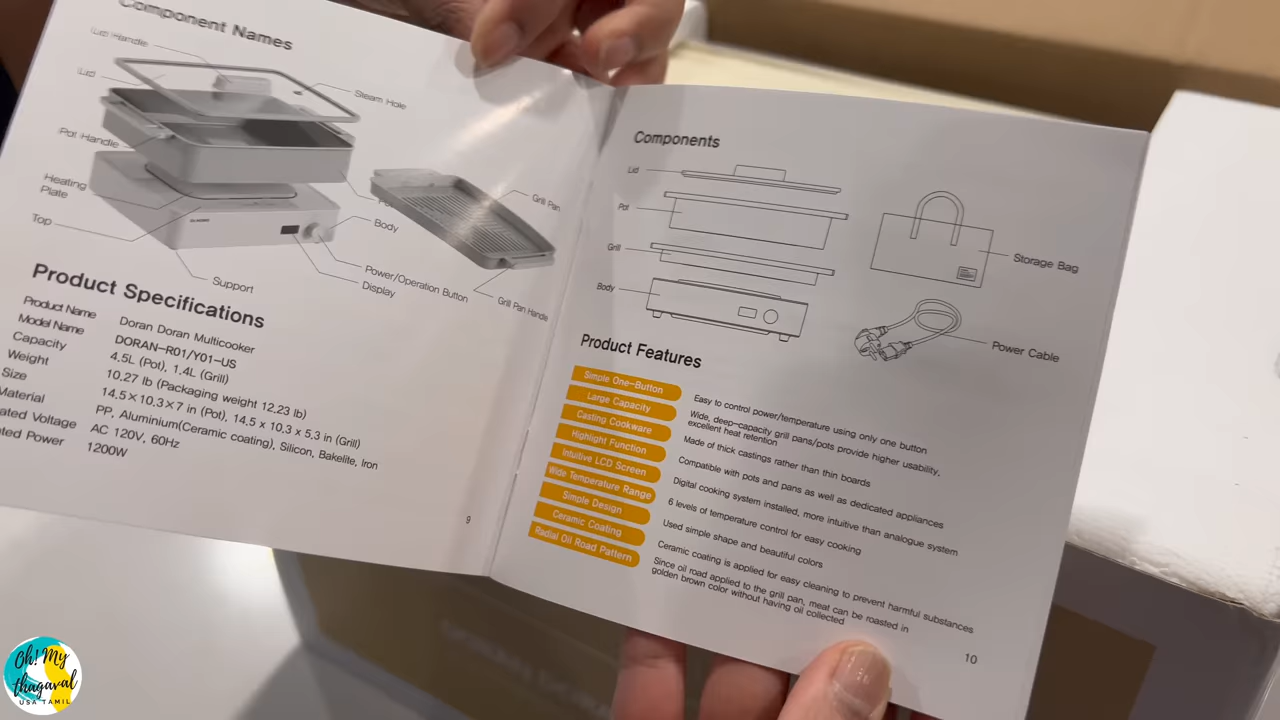 Component Names
Lid Handle
Lid
Steam Hole
Pot Handle
Heating
Plate
Top
Grill Pan
Body
Power/Operation Button
Display
Support
Grill Pan Handle
Product Specifications
Product Name Doran Doran Multicooker
Model Name DORAN-R01/Y01-US
Capacity 4.5L (Pot), 1.4L (Grill)
Weight 10.27 lb (Packaging weight 12.23 lb)
Size 14.5×10.3×7 in (Pot), 14.5 x 10.3 x 5.3 in (Grill)
Material PP, Aluminium(Ceramic coating), Silicon, Bakelite, Iron
ated Voltage AC 120V, 60Hz
ted Power 1200W
9
Components
Lid
Pot
Grill
Body
Storage Bag
Power Cable
Product Features
Simple One-Button Easy to control power/temperature using only one button
Large Capacity Wide, deep-capacity grill pans/pots provide higher usability,
excellent heat retention
Casting Cookware Made of thick castings rather than thin boards
Highlight Function Compatible with pots and pans as well as dedicated appliances
Intuitive LCD Screen Digital cooking system installed, more intuitive than analogue system
Wide Temperature Range 6 levels of temperature control for easy cooking
Simple Design Used simple shape and beautiful colors
Ceramic Coating Ceramic coating is applied for easy cleaning to prevent harmful substances
Radial Oil Road Pattern Since oil road applied to the grill pan, meat can be roasted in
golden brown color without having oil collected
10
Oh! My
thagaval
USA TAMIL